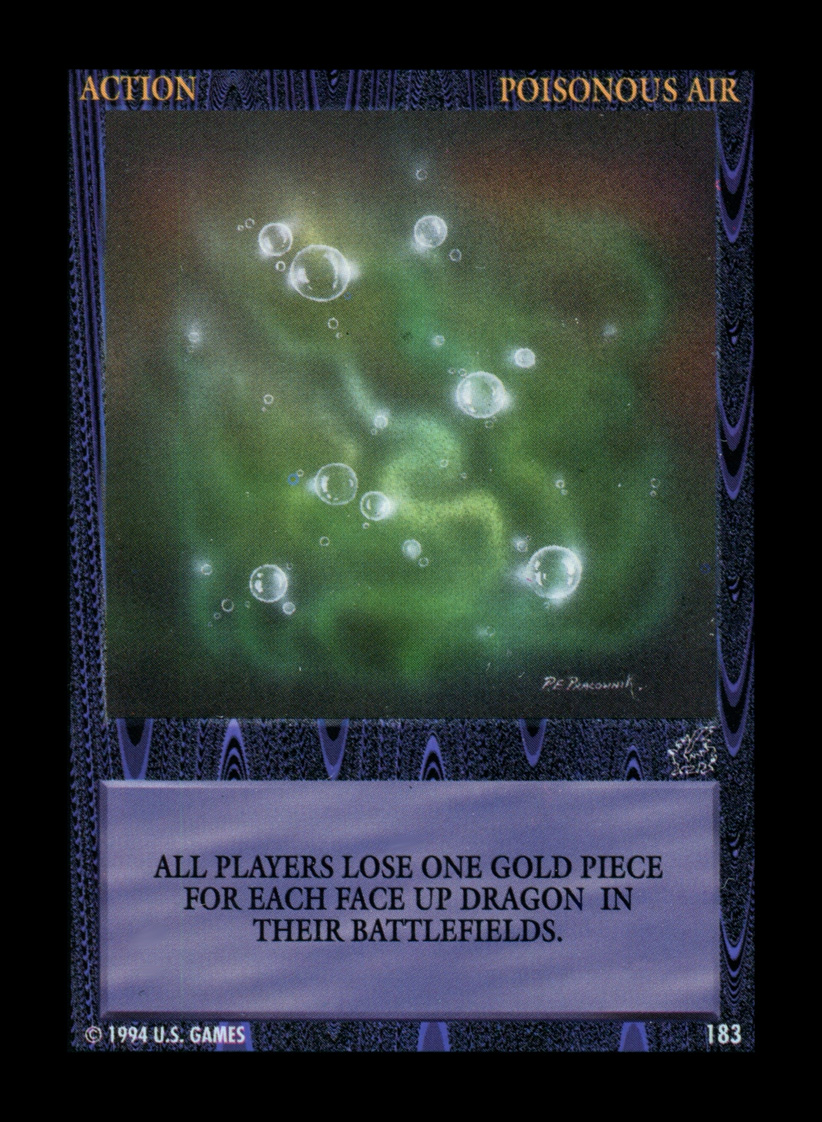 ACTION
POISONOUS AIR
P.E. PRACOWNIK.
ALL PLAYERS LOSE ONE GOLD PIECE
FOR EACH FACE UP DRAGON IN
THEIR BATTLEFIELDS.
© 1994 U.S. GAMES
183